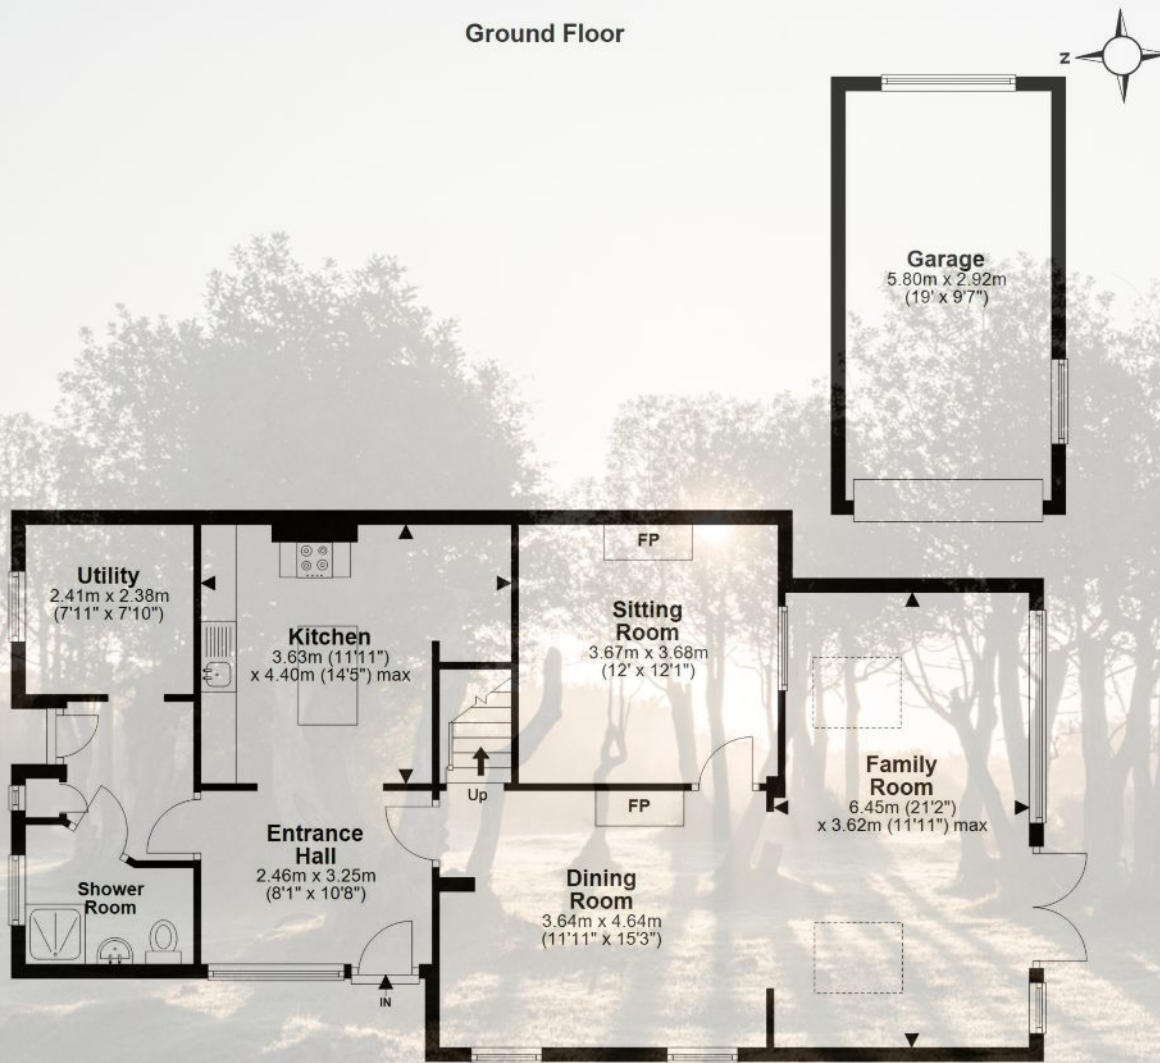 Ground Floor
Z
Garage
5.80m x 2.92m
(19' x 9'7")
Utility
2.41m x 2.38m
(7'11" x 7'10")
Kitchen
3.63m (11'11")
x 4.40m (14'5") max
FP
Sitting
Room
3.67m x 3.68m
(12' x 12'1")
Up
FP
Family
Room
6.45m (21'2")
x 3.62m (11'11") max
Entrance
Hall
2.46m x 3.25m
(8'1" x 10'8")
Shower
Room
Dining
Room
3.64m x 4.64m
(11'11" x 15'3")
IN